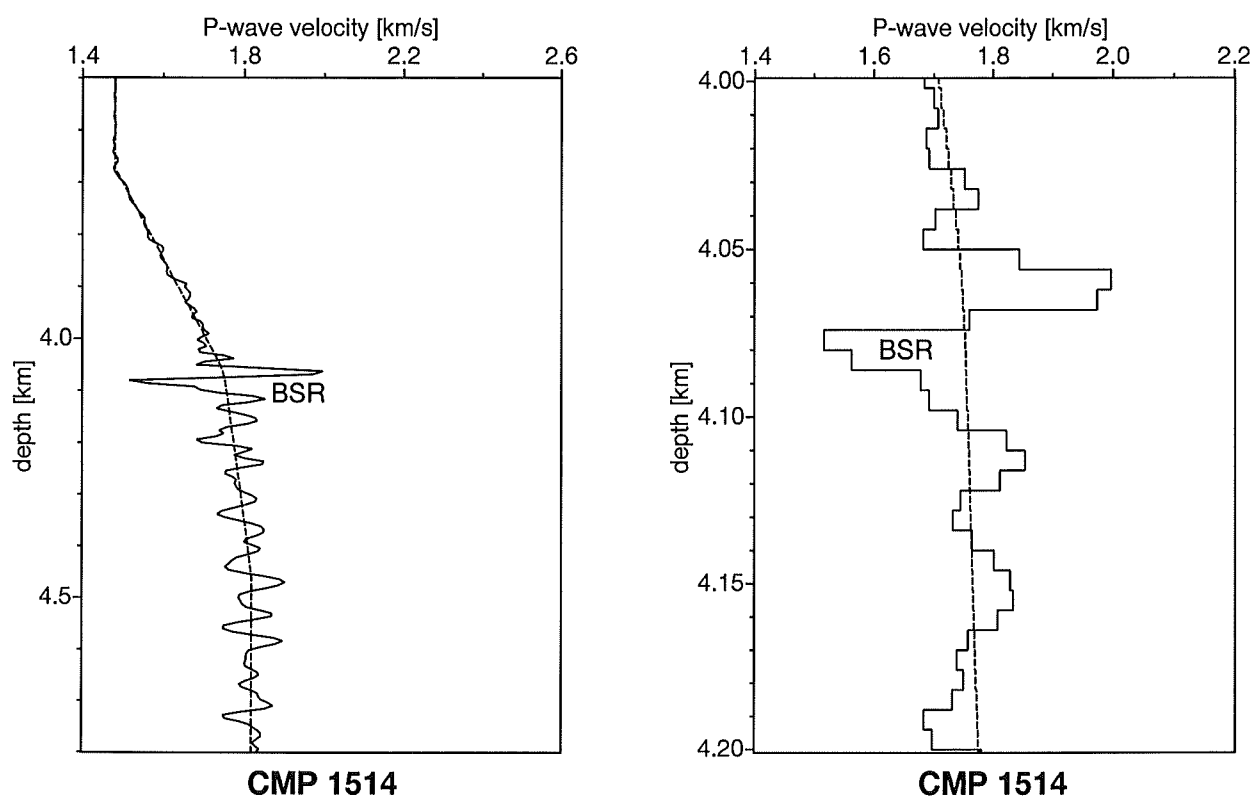 P-wave velocity [km/s]
1.4 1.8 2.2 2.6
depth [km]
4.0
4.5
BSR
CMP 1514
P-wave velocity [km/s]
1.4 1.6 1.8 2.0 2.2
depth [km]
4.00
4.05
4.10
4.15
4.20
BSR
CMP 1514